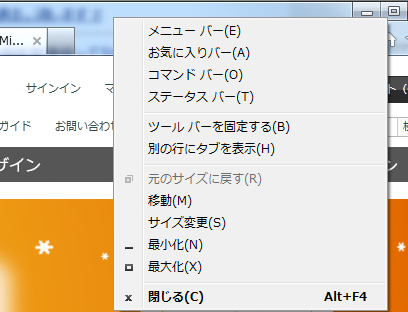 メニュー バー(E)
お気に入りバー(A)
Mi...
コマンド バー(O)
サインイン
ステータス バー(T)
ガイド お問い合わせ
ツール バーを固定する(B)
別の行にタブを表示(H)
ザイン
元のサイズに戻す(R)
移動(M)
サイズ変更(S)
最小化(N)
最大化(X)
閉じる(C) Alt+F4